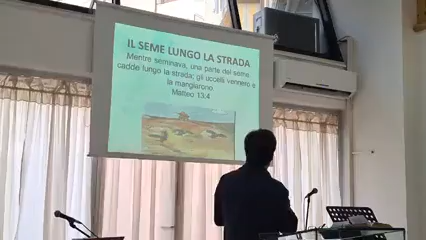 IL SEME LUNGO LA STRADA
Mentre seminava, una parte del seme
cadde lungo la strada; gli uccelli vennero e
la mangiarono
Matteo 13:4